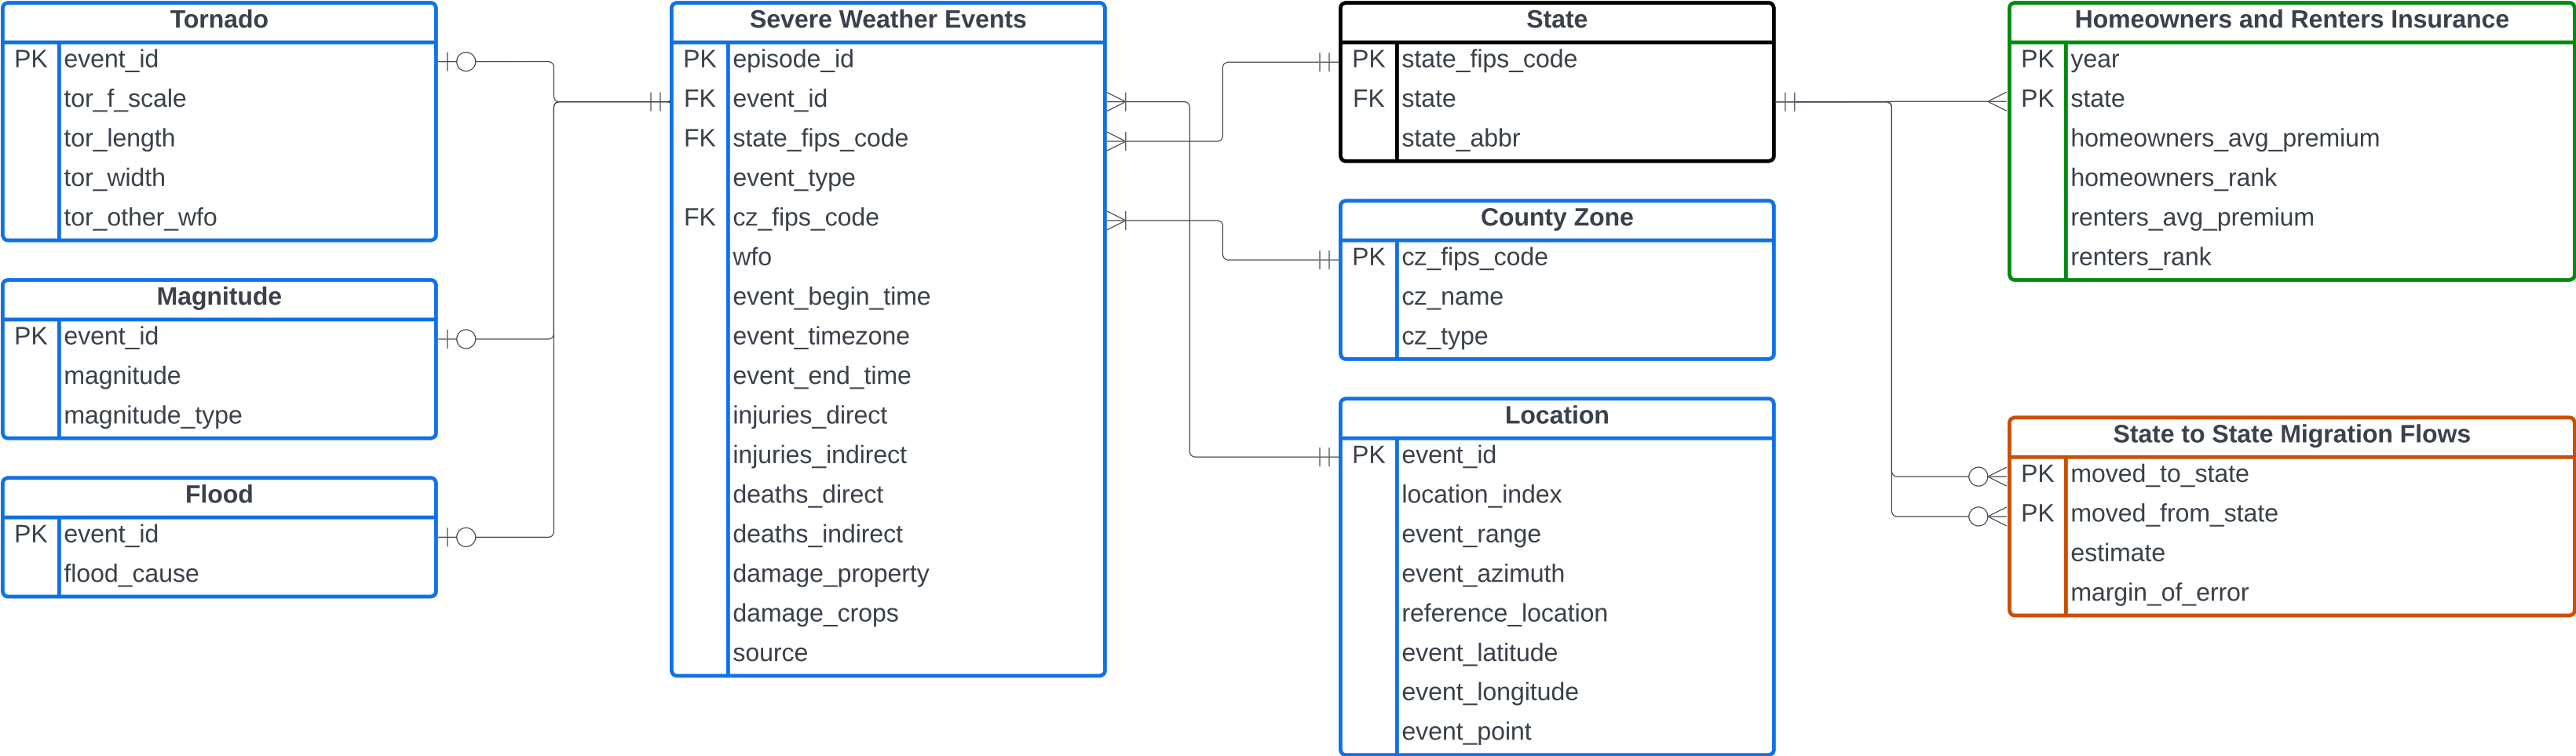 Tornado
PK event_id
tor_f_scale
tor_length
tor_width
tor_other_wfo
Magnitude
PK event_id
magnitude
magnitude_type
Flood
PK event_id
flood_cause
Severe Weather Events
PK episode_id
FK event_id
FK state_fips_code
event_type
FK cz_fips_code
wfo
event_begin_time
event_timezone
event_end_time
injuries_direct
injuries_indirect
deaths_direct
deaths_indirect
damage_property
damage_crops
source
State
PK state_fips_code
FK state
state_abbr
County Zone
PK cz_fips_code
cz_name
cz_type
Location
PK event_id
location_index
event_range
event_azimuth
reference_location
event_latitude
event_longitude
event_point
Homeowners and Renters Insurance
PK year
PK state
homeowners_avg_premium
homeowners_rank
renters_avg_premium
renters_rank
State to State Migration Flows
PK moved_to_state
PK moved_from_state
estimate
margin_of_error